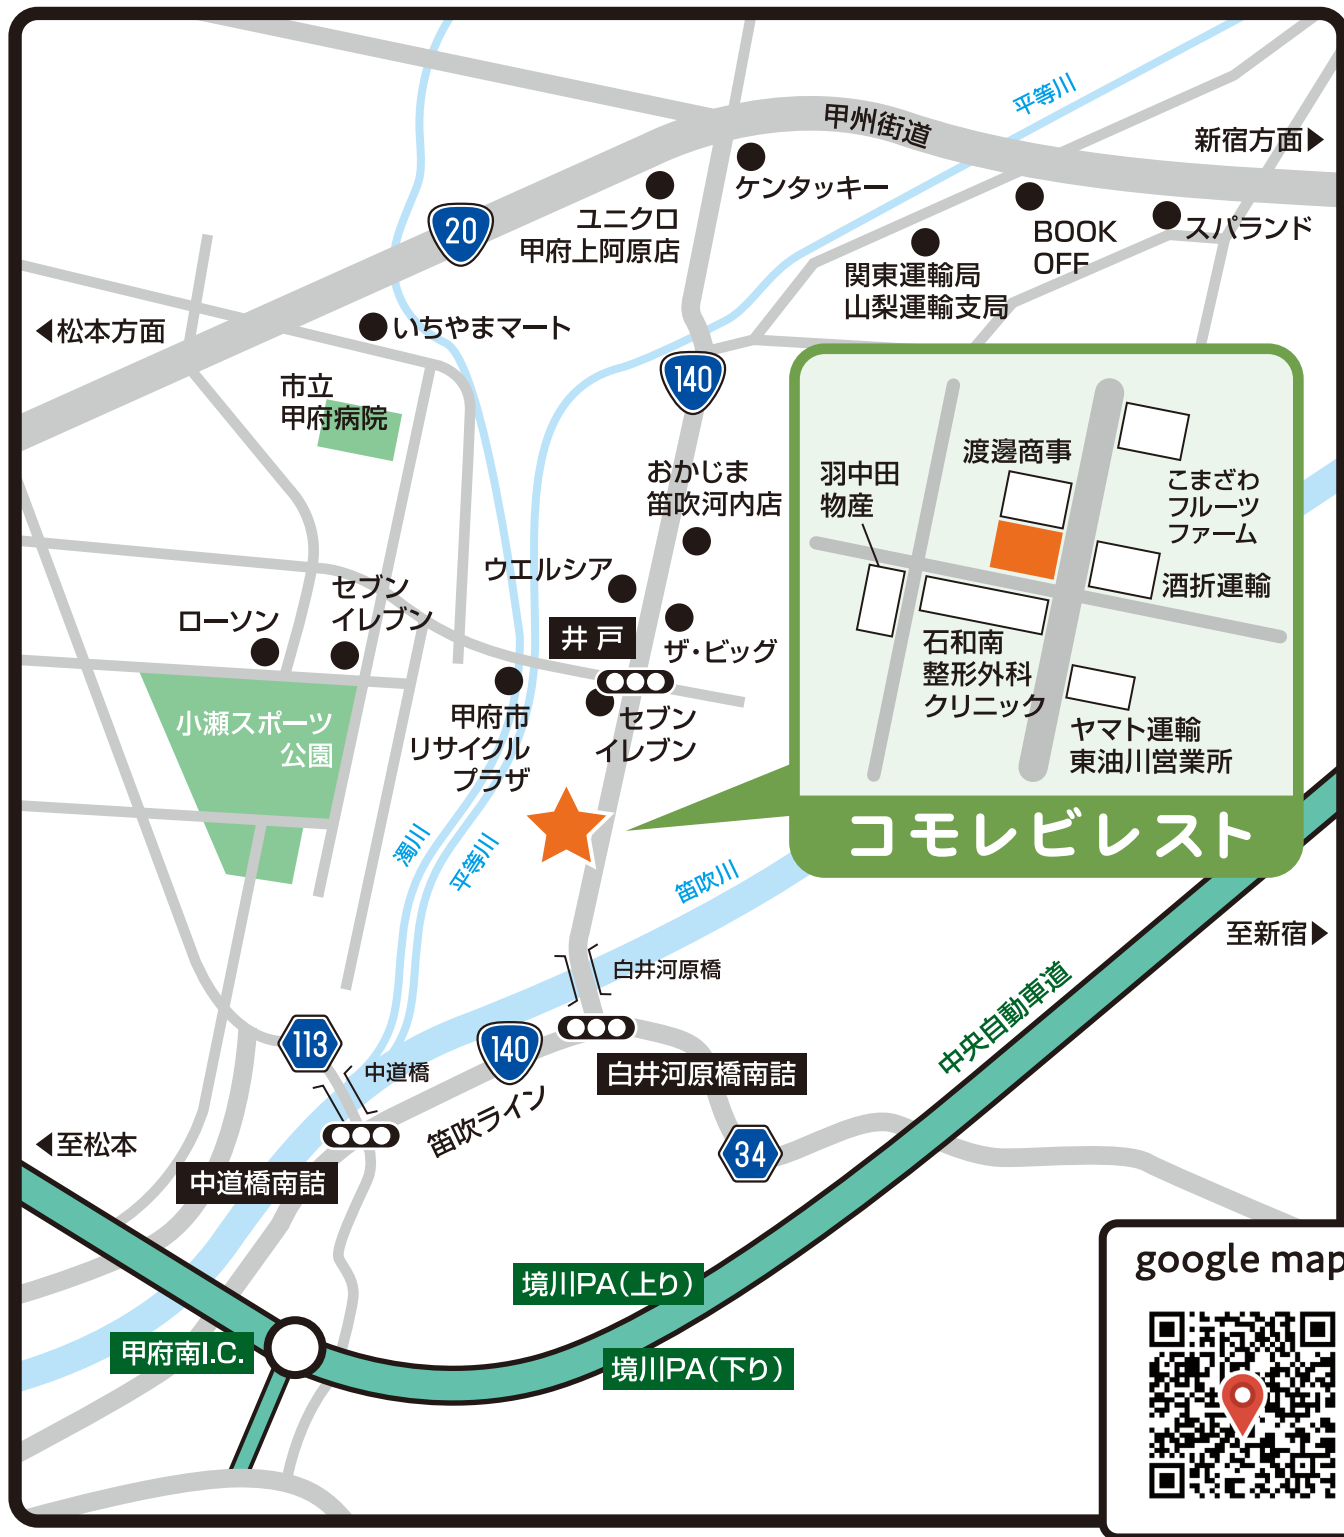 平等川
甲州街道
新宿方面▶
ケンタッキー
ユニクロ
甲府上阿原店
20
BOOK
OFF
スパランド
関東運輸局
山梨運輸支局
◀松本方面
いちやまマート
140
市立
甲府病院
おかじま
笛吹河内店
渡邊商事
羽中田
物産
こまざわ
フルーツ
ファーム
酒折運輸
石和南
整形外科
クリニック
ヤマト運輸
東油川営業所
コモレビレスト
ウエルシア
セブン
イレブン
ローソン
井戸
ザ・ビッグ
小瀬スポーツ
公園
甲府市
リサイクル
プラザ
セブン
イレブン
濁川
平等川
笛吹川
至新宿▶
白井河原橋
中央自動車道
113
中道橋
140
白井河原橋南詰
笛吹ライン
◀至松本
34
中道橋南詰
境川PA(上り)
google map
甲府南I.C.
境川PA(下り)